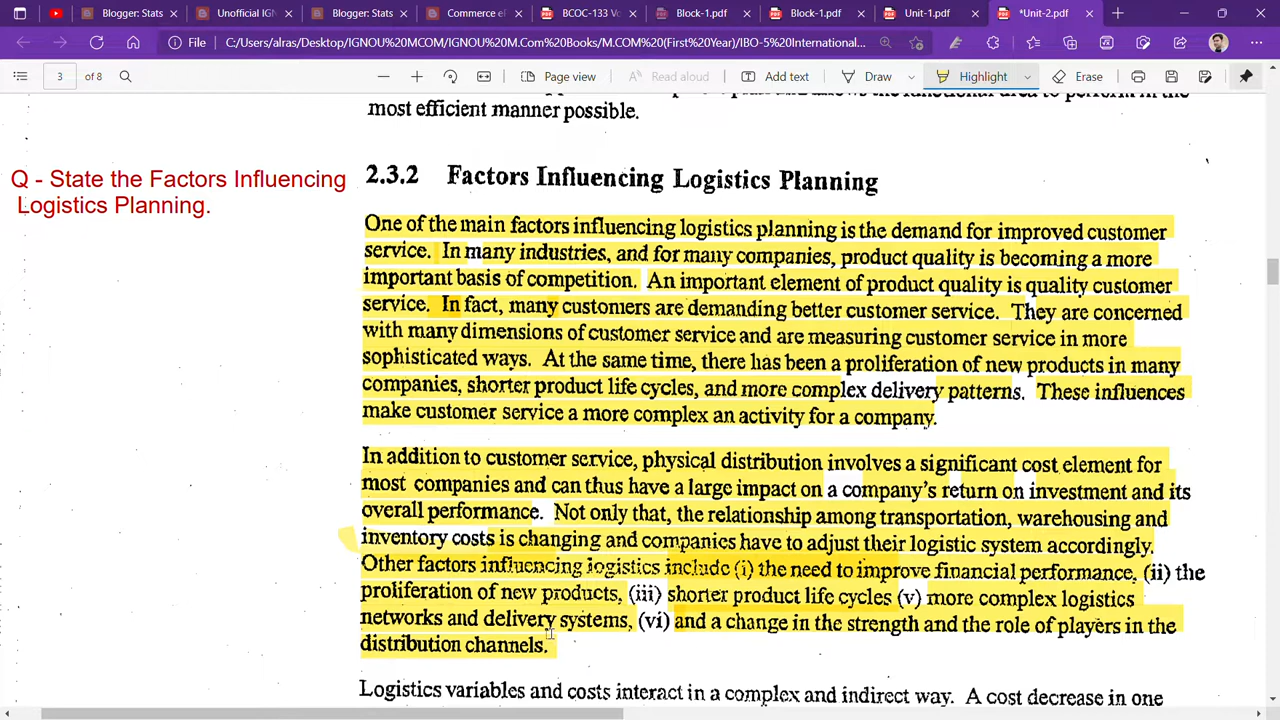 Blogger: Stats
Unofficial IGN
Blogger: Stats
Commerce eP
BCOC-133 Vo
Block-1.pdf
Block-1.pdf
Unit-1.pdf
*Unit-2.pdf
File
C:/Users/alras/Desktop/IGNOU%20MCOM/IGNOU%20M.Com%20Books/M.COM%20(First%20Year)/IBO-5%20International...
3 of 8
Page view
Read aloud
Add text
Draw
Highlight
Erase
most efficient manner possible.
Q - State the Factors Influencing
Logistics Planning.
2.3.2 Factors Influencing Logistics Planning
One of the main factors influencing logistics planning is the demand for improved customer
service. In many industries, and for many companies, product quality is becoming a more
important basis of competition. An important element of product quality is quality customer
service. In fact, many customers are demanding better customer service. They are concerned
with many dimensions of customer service and are measuring customer service in more
sophisticated ways. At the same time, there has been a proliferation of new products in many
companies, shorter product life cycles, and more complex delivery patterns. These influences
make customer service a more complex an activity for a company.
In addition to customer service, physical distribution involves a significant cost element for
most companies and can thus have a large impact on a company's return on investment and its
overall performance. Not only that, the relationship among transportation, warehousing and
inventory costs is changing and companies have to adjust their logistic system accordingly.
Other factors influencing logistics include (i) the need to improve financial performance, (ii) the
proliferation of new products, (iii) shorter product life cycles (v) more complex logistics
networks and delivery systems, (vi) and a change in the strength and the role of players in the
distribution channels.
Logistics variables and costs interact in a complex and indirect way. A cost decrease in one